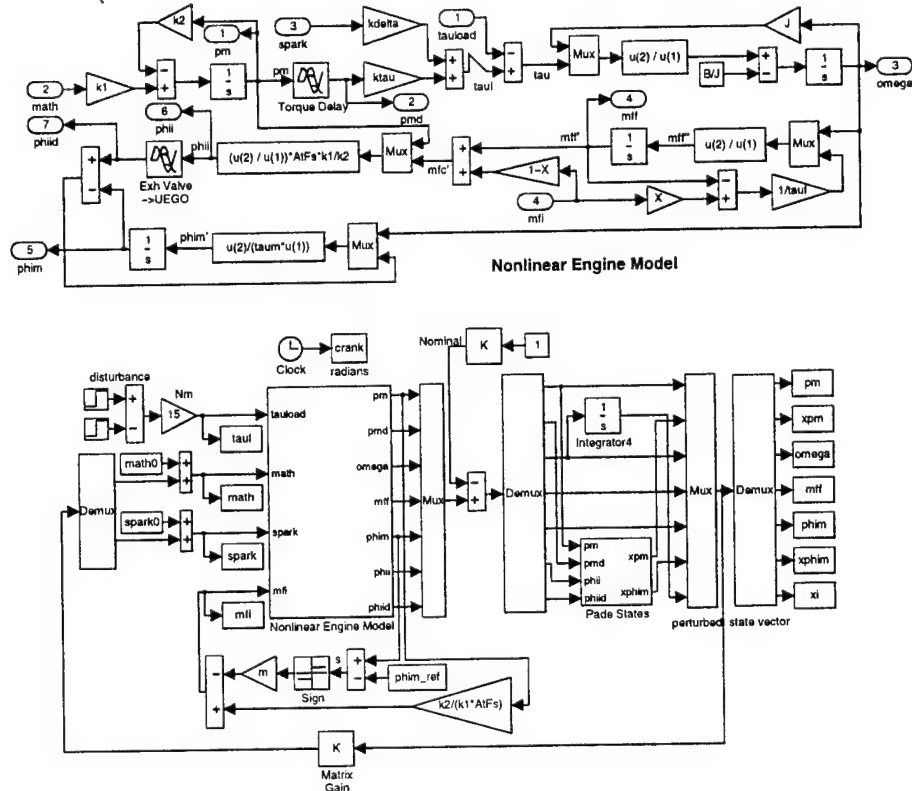 k2
1
pm
3
spark
kdelta
1
tauload
J
2
math
k1
1
s
pm
Torque Delay
ktau
2
pmd
taul
tau
Mux
u(2) / u(1)
B/J
1
s
3
omega
7
phiid
6
phii
phii
Exh Valve
->UEGO
(u(2) / u(1))*AtFs*k1/k2
Mux
mfc'
4
mff
mff'
1
s
mff"
u(2) / u(1)
Mux
1-X
4
mfi
X
1/tauf
5
phim
1
s
phim'
u(2)/(taum*u(1))
Mux
Nonlinear Engine Model
Clock
crank
radians
Nominal
K
1
disturbance
Nm
15
taul
Demux
math0
math
spark0
spark
mfi
tauload
math
spark
mfi
pm
pmd
omega
mff
phim
phii
phiid
Nonlinear Engine Model
Mux
Demux
1
s
Integrator4
pm
pmd
phii
phiid
xpm
xphim
Pade States
Mux
perturbed state vector
Demux
pm
xpm
omega
mff
phim
xphim
xi
m
Sign
s
phim_ref
k2/(k1*AtFs)
K
Matrix
Gain